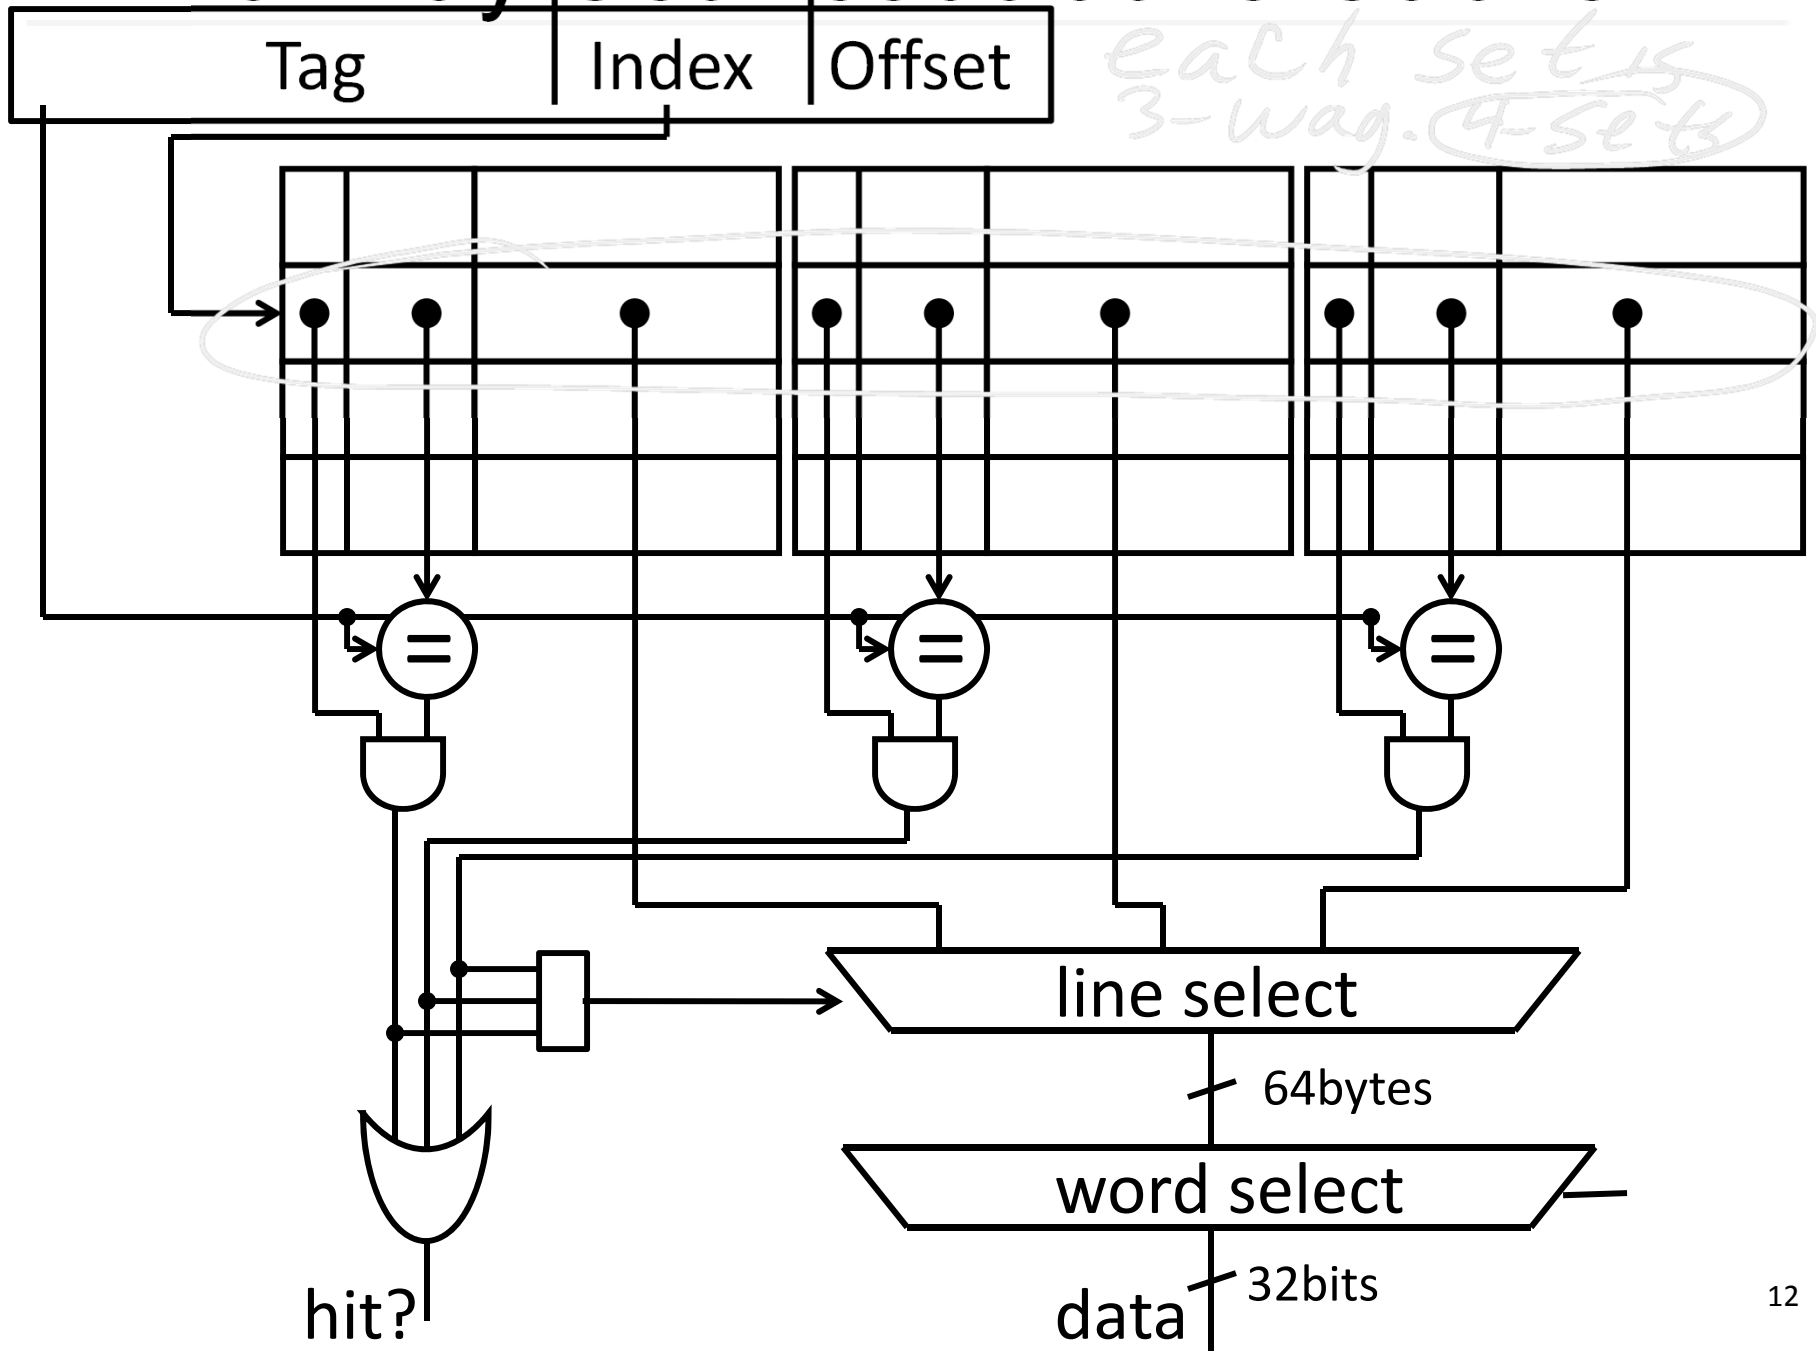 Tag Index Offset
each set is
3-way. 4-sets
= = =
line select
64bytes
word select
hit? data 32bits
12